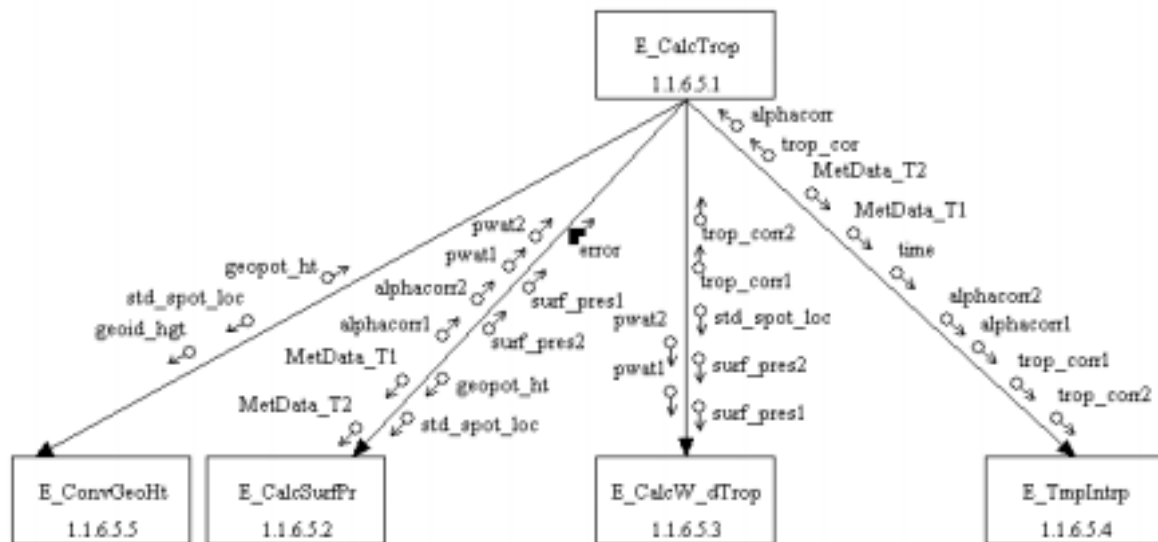 E_CalcTrop
1.1.6.5.1
alphacorr
trop_cor
MetData_T2
MetData_T1
time
alphacorr2
alphacorr1
trop_corr1
trop_corr2
trop_corr2
trop_corr1
std_spot_loc
pwat2
surf_pres2
pwat1
surf_pres1
pwat2
error
pwat1
surf_pres1
alphacorr2
surf_pres2
alphacorr1
MetData_T1
geopot_ht
MetData_T2
std_spot_loc
geopot_ht
std_spot_loc
geoid_hgt
E_ConvGeoHt
1.1.6.5.5
E_CalcSurfPr
1.1.6.5.2
E_CalcW_dTrop
1.1.6.5.3
E_TmpIntrp
1.1.6.5.4